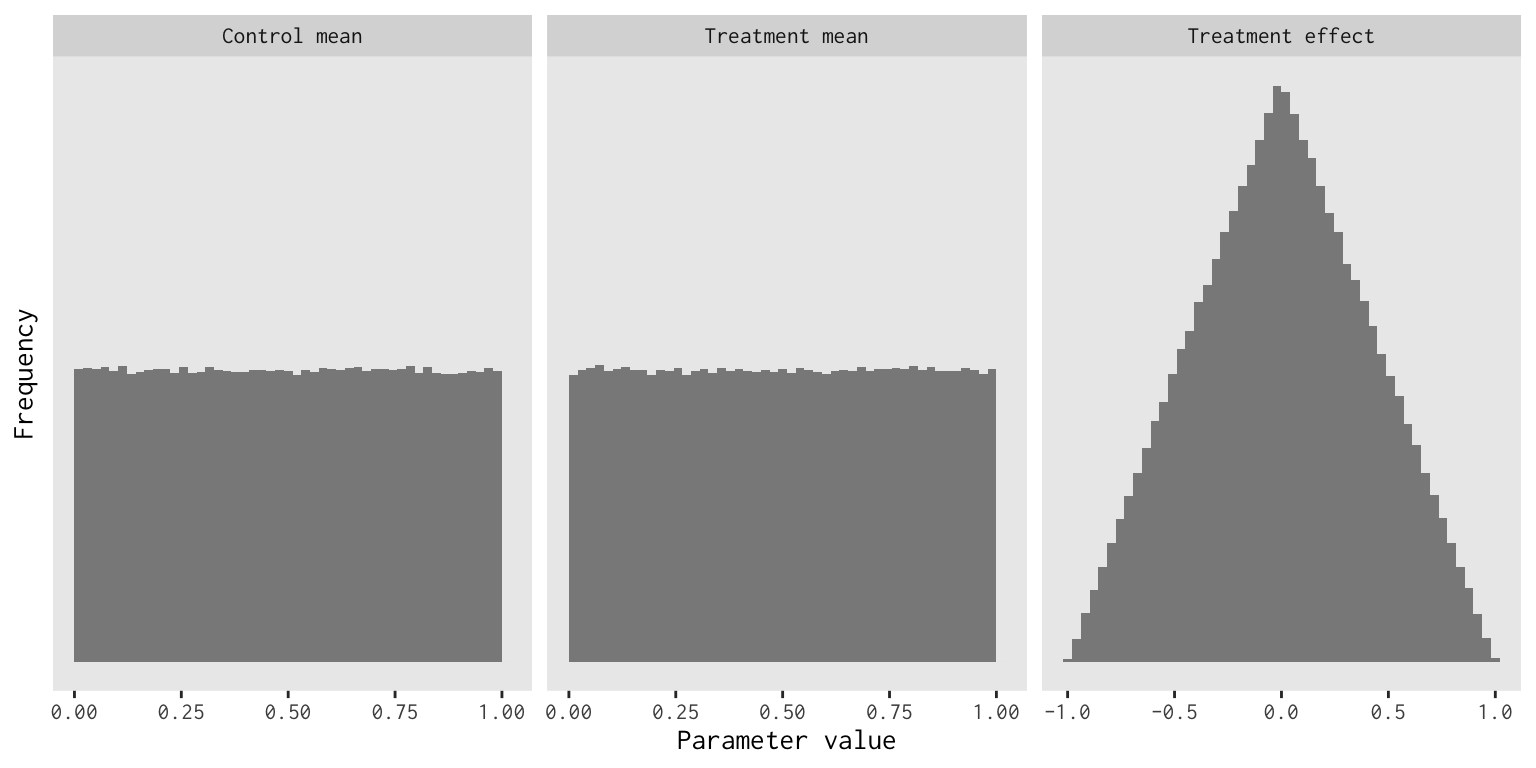 Control mean
Treatment mean
Treatment effect
Frequency
0.00 0.25 0.50 0.75 1.00
0.00 0.25 0.50 0.75 1.00
-1.0 -0.5 0.0 0.5 1.0
Parameter value